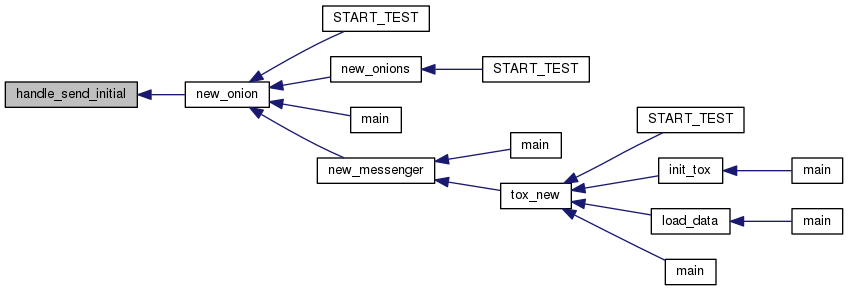 START_TEST
new_onions
START_TEST
handle_send_initial
new_onion
main
START_TEST
main
new_messenger
init_tox
main
tox_new
load_data
main
main